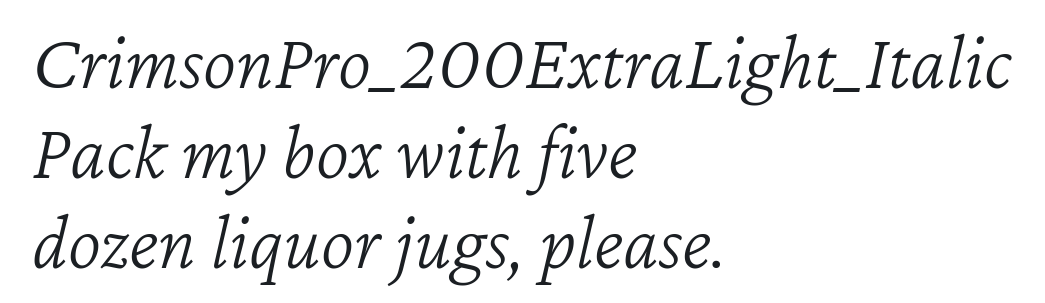 CrimsonPro_200ExtraLight_Italic
Pack my box with five
dozen liquor jugs, please.